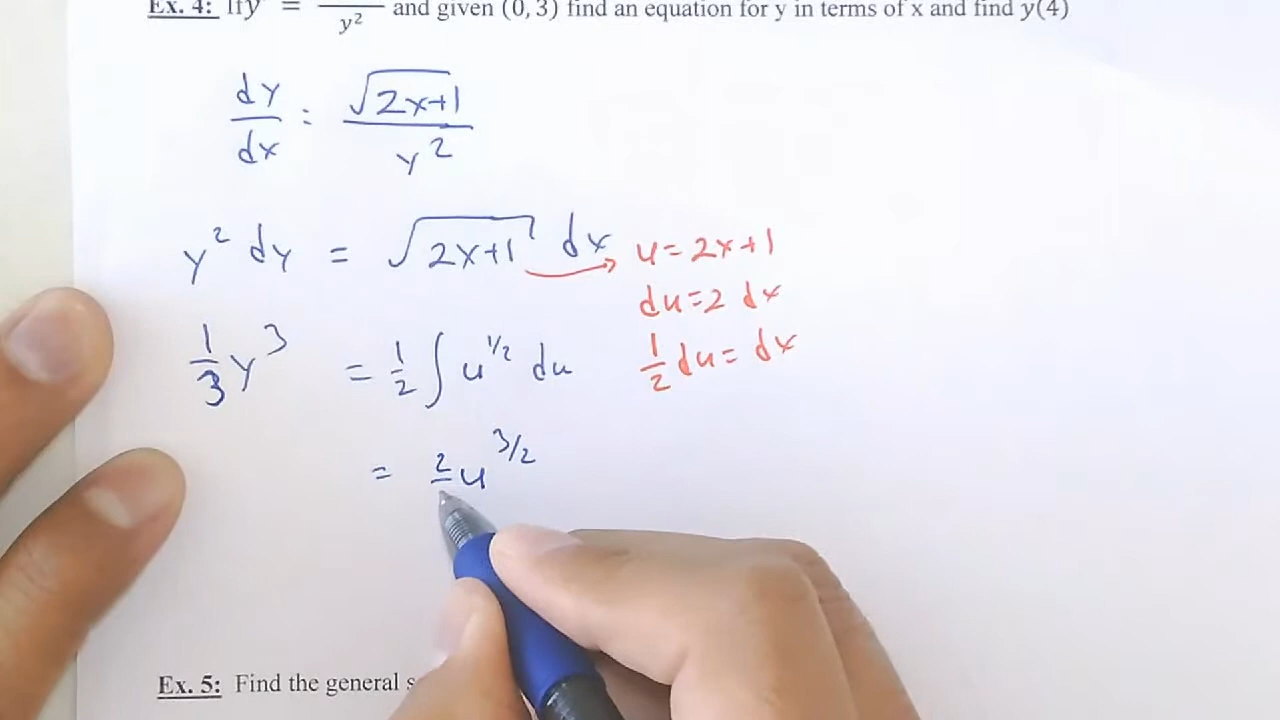 Ex. 4: If y' = ___/y² and given (0, 3) find an equation for y in terms of x and find y(4)
dy/dx = √(2x+1)/y²
y² dy = √(2x+1) dx u = 2x+1
du = 2 dx
1/3 y³ = 1/2 ∫ u^(1/2) du 1/2 du = dx
= 2/ u^(3/2)
Ex. 5: Find the general